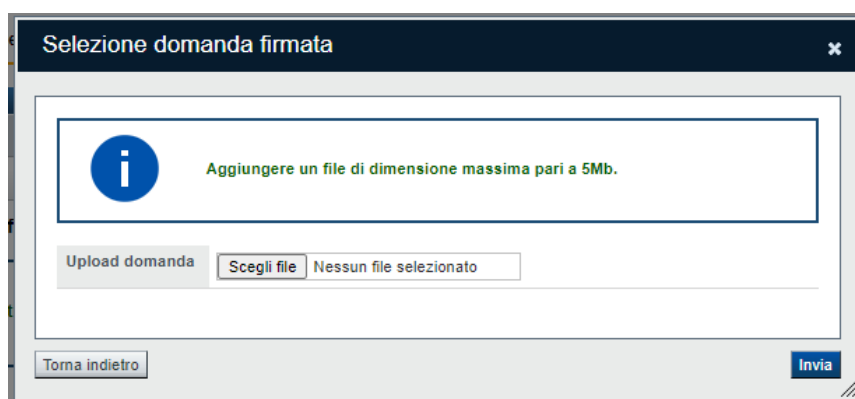 Selezione domanda firmata
Aggiungere un file di dimensione massima pari a 5Mb.
Upload domanda Scegli file Nessun file selezionato
Torna indietro Invia